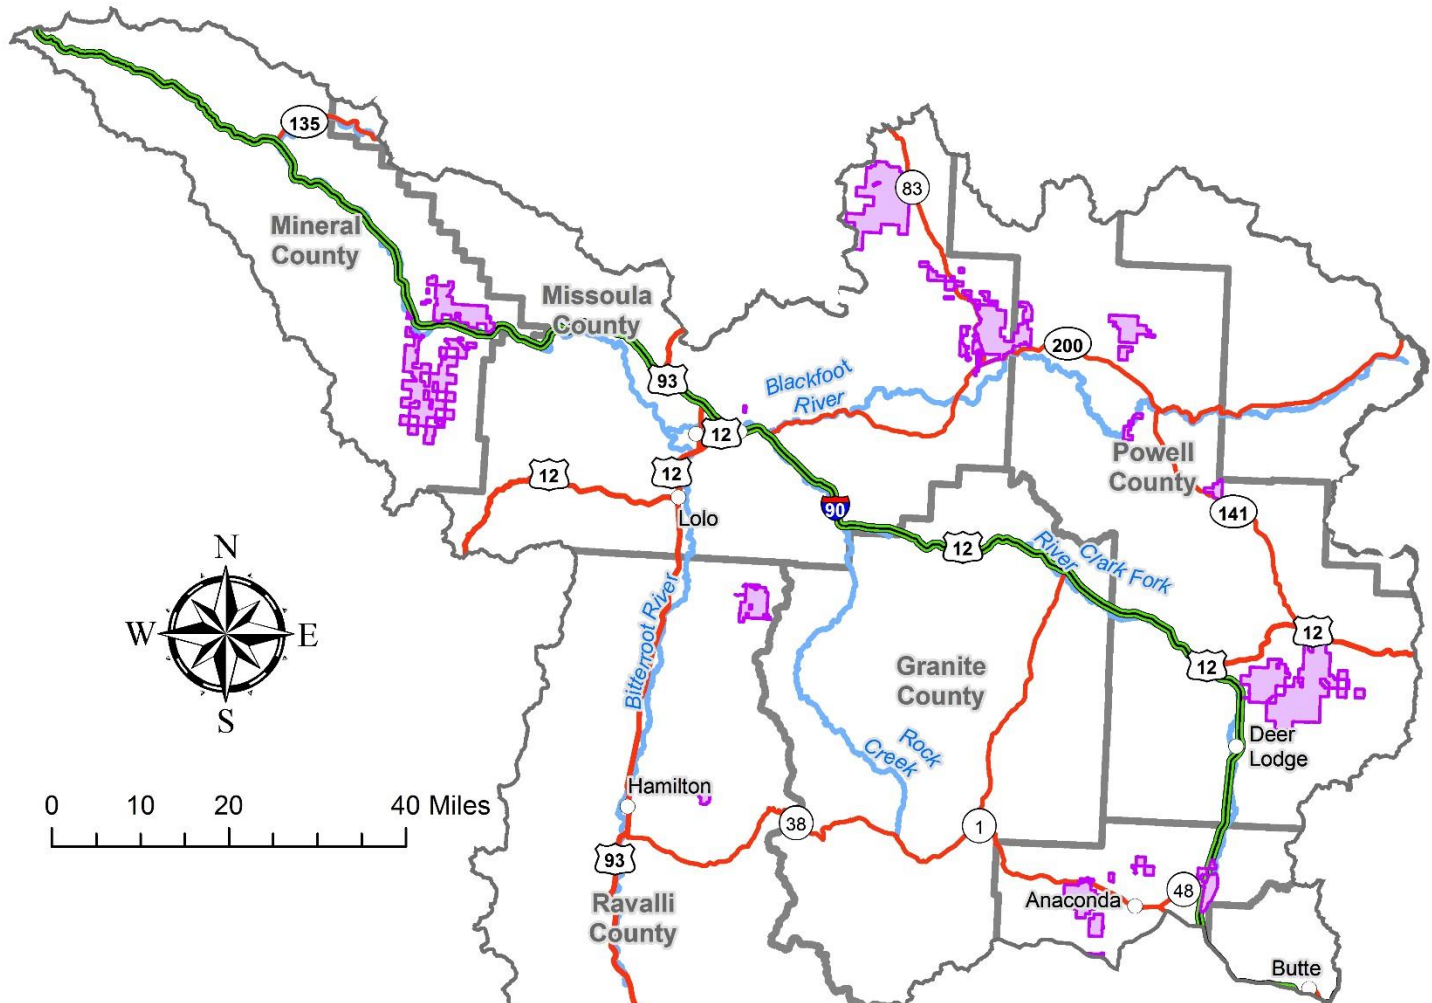 135
83
Mineral
County
Missoula
County
200
93
Blackfoot
River
12
12
12
Powell
County
90
141
Lolo
12
River
Clark Fork
N
W
E
S
Bitterroot River
12
12
Granite
County
Rock
Creek
Deer
Lodge
Hamilton
0 10 20 40 Miles
38
1
93
48
Anaconda
Ravalli
County
Butte